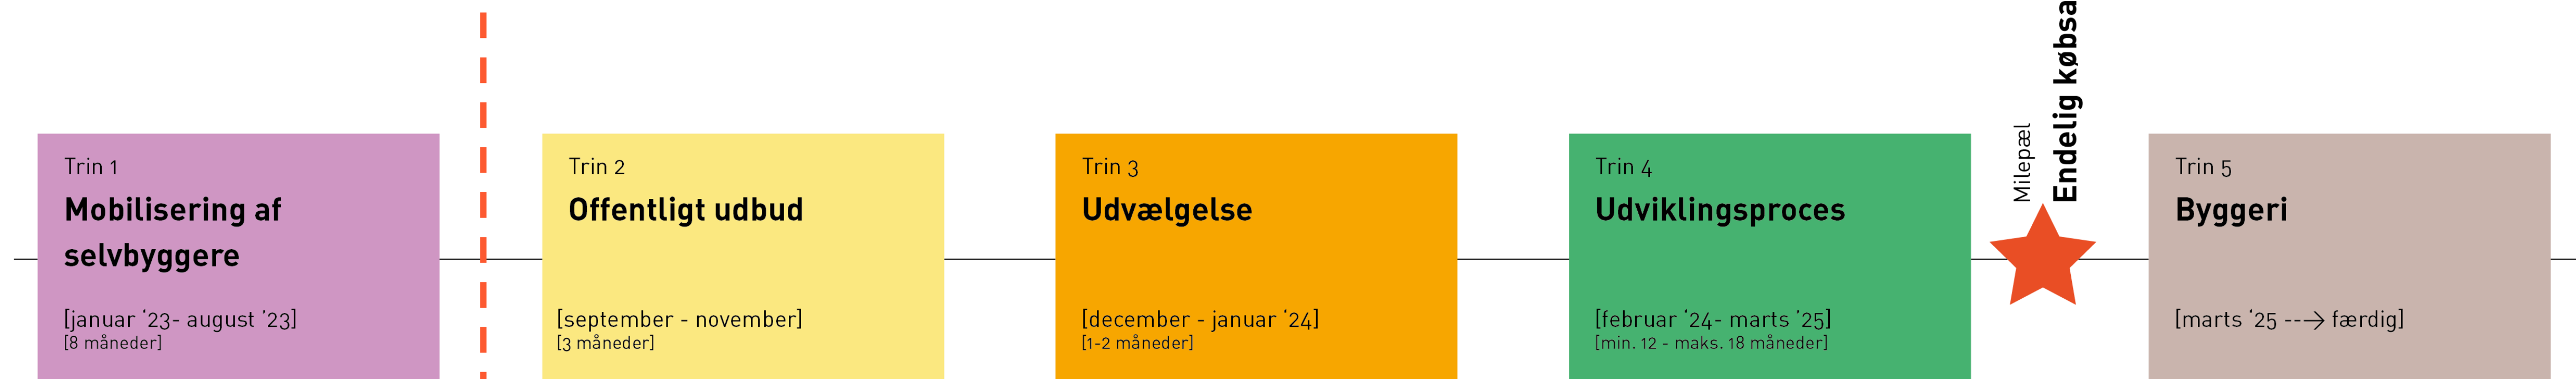 Trin 1
Mobilisering af
selvbyggere
[januar ‘23- august ‘23]
[8 måneder]
Trin 2
Offentligt udbud
[september - november]
[3 måneder]
Trin 3
Udvælgelse
[december - januar ‘24]
[1-2 måneder]
Trin 4
Udviklingsproces
[februar ‘24- marts ‘25]
[min. 12 - maks. 18 måneder]
Milepæl
Endelig
Trin 5
Byggeri
[marts ‘25 --→ færdig]